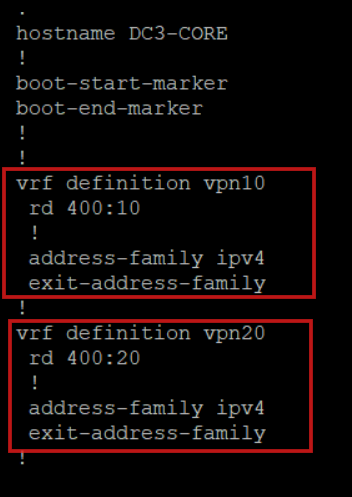 .
hostname DC3-CORE
!
boot-start-marker
boot-end-marker
!
!
vrf definition vpn10
 rd 400:10
 !
 address-family ipv4
 exit-address-family
!
vrf definition vpn20
 rd 400:20
 !
 address-family ipv4
 exit-address-family
!